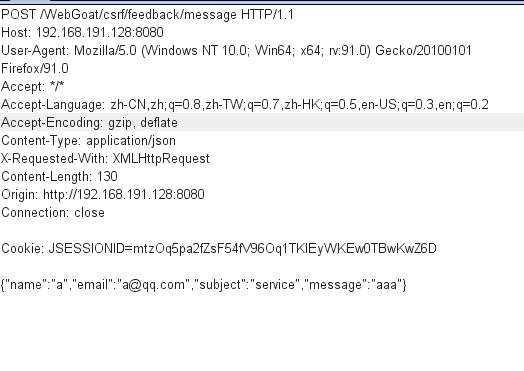 POST /WebGoat/csrf/feedback/message HTTP/1.1
Host: 192.168.191.128:8080
User-Agent: Mozilla/5.0 (Windows NT 10.0; Win64; x64; rv:91.0) Gecko/20100101
Firefox/91.0
Accept: */*
Accept-Language: zh-CN,zh;q=0.8,zh-TW;q=0.7,zh-HK;q=0.5,en-US;q=0.3,en;q=0.2
Accept-Encoding: gzip, deflate
Content-Type: application/json
X-Requested-With: XMLHttpRequest
Content-Length: 130
Origin: http://192.168.191.128:8080
Connection: close
Cookie: JSESSIONID=mtzOq5pa2fZsF54fV96Oq1TKIEyWKEw0TBwKwZ6D
{"name":"a","email":"a@qq.com","subject":"service","message":"aaa"}